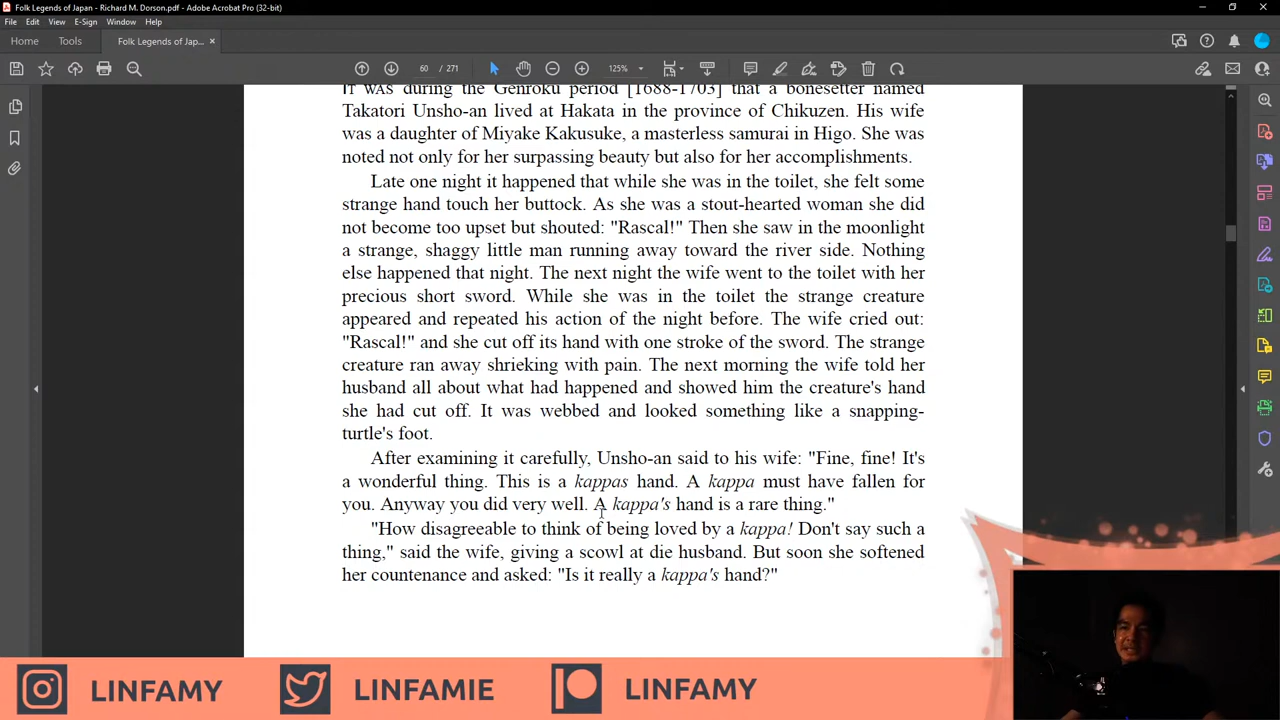 Folk Legends of Japan - Richard M. Dorson.pdf - Adobe Acrobat Pro (32-bit)
File Edit View E-Sign Window Help
Home Tools Folk Legends of Jap... ×
60 / 271 125%
IT WAS during the Genroku period [1688-1703] that a bonesetter named
Takatori Unsho-an lived at Hakata in the province of Chikuzen. His wife
was a daughter of Miyake Kakusuke, a masterless samurai in Higo. She was
noted not only for her surpassing beauty but also for her accomplishments.
Late one night it happened that while she was in the toilet, she felt some
strange hand touch her buttock. As she was a stout-hearted woman she did
not become too upset but shouted: "Rascal!" Then she saw in the moonlight
a strange, shaggy little man running away toward the river side. Nothing
else happened that night. The next night the wife went to the toilet with her
precious short sword. While she was in the toilet the strange creature
appeared and repeated his action of the night before. The wife cried out:
"Rascal!" and she cut off its hand with one stroke of the sword. The strange
creature ran away shrieking with pain. The next morning the wife told her
husband all about what had happened and showed him the creature's hand
she had cut off. It was webbed and looked something like a snapping-
turtle's foot.
After examining it carefully, Unsho-an said to his wife: "Fine, fine! It's
a wonderful thing. This is a kappas hand. A kappa must have fallen for
you. Anyway you did very well. A kappa's hand is a rare thing."
"How disagreeable to think of being loved by a kappa! Don't say such a
thing," said the wife, giving a scowl at die husband. But soon she softened
her countenance and asked: "Is it really a kappa's hand?"
LINFAMY LINFAMIE LINFAMY